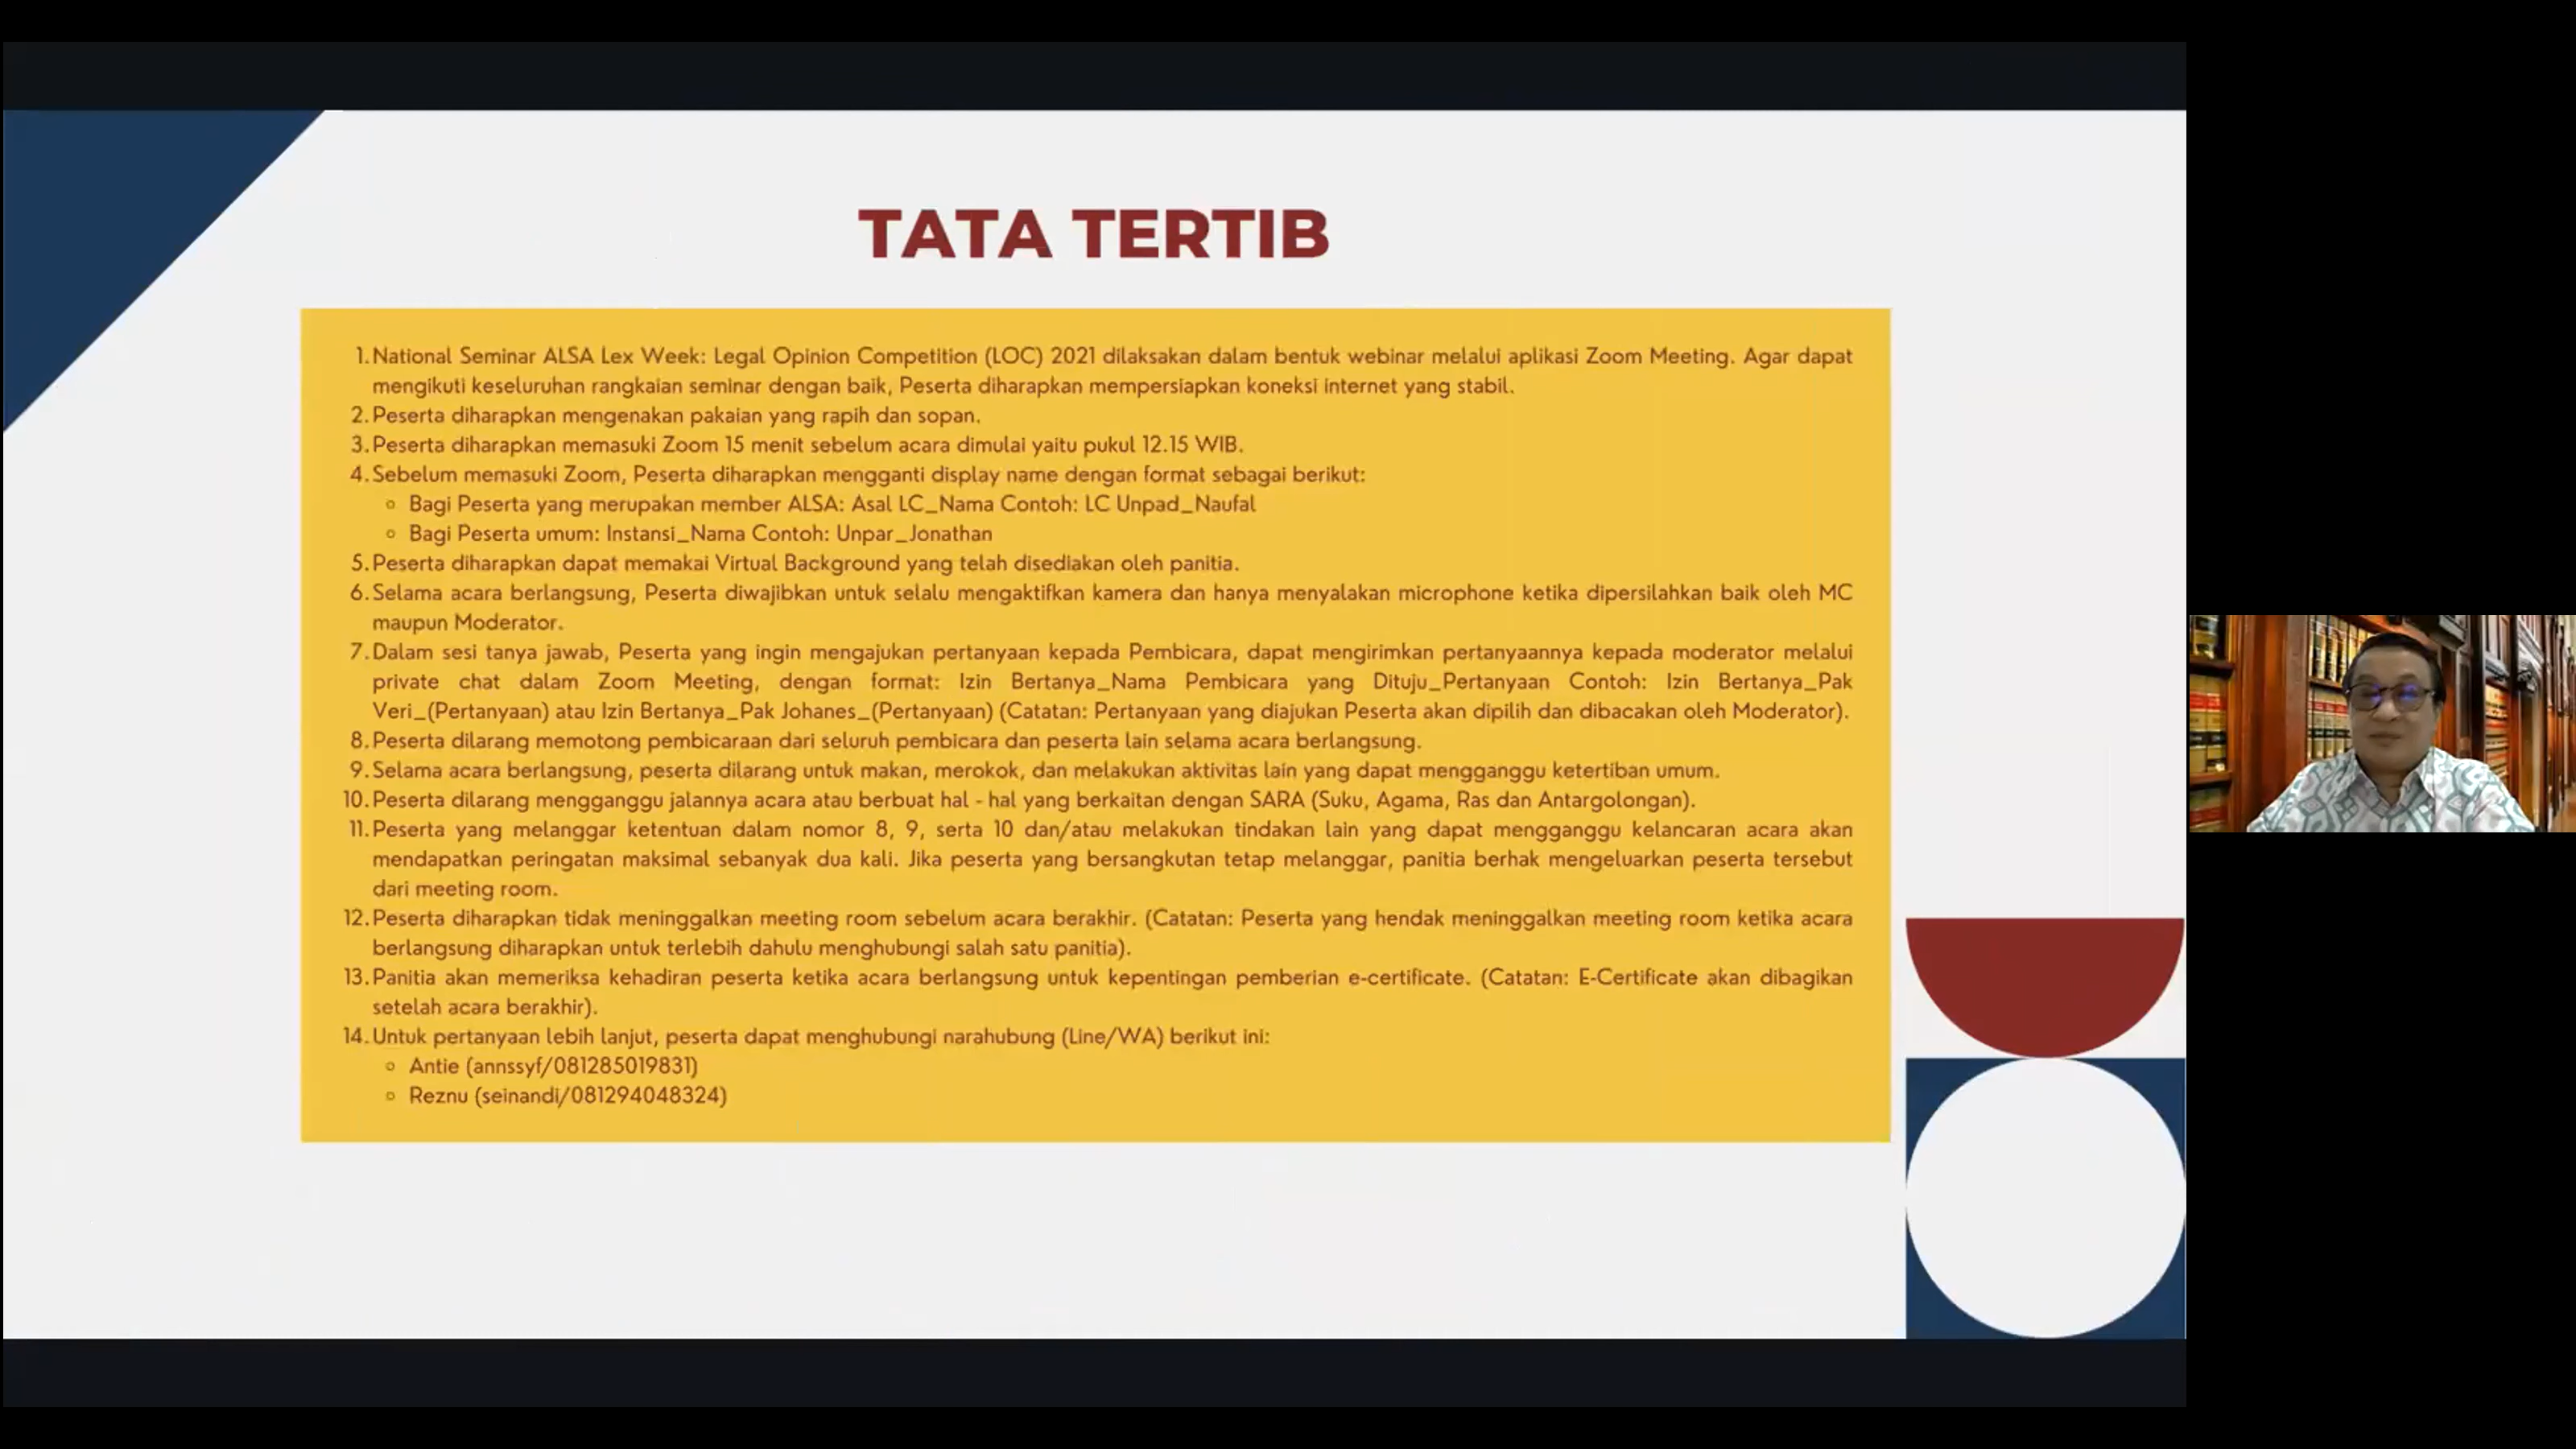 TATA TERTIB
1. National Seminar ALSA Lex Week: Legal Opinion Competition (LOC) 2021 dilaksakan dalam bentuk webinar melalui aplikasi Zoom Meeting. Agar dapat
mengikuti keseluruhan rangkaian seminar dengan baik, Peserta diharapkan mempersiapkan koneksi internet yang stabil.
2. Peserta diharapkan mengenakan pakaian yang rapih dan sopan.
3. Peserta diharapkan memasuki Zoom 15 menit sebelum acara dimulai yaitu pukul 12.15 WIB.
4. Sebelum memasuki Zoom, Peserta diharapkan mengganti display name dengan format sebagai berikut:
◦ Bagi Peserta yang merupakan member ALSA: Asal LC_Nama Contoh: LC Unpad_Naufal
◦ Bagi Peserta umum: Instansi_Nama Contoh: Unpar_Jonathan
5. Peserta diharapkan dapat memakai Virtual Background yang telah disediakan oleh panitia.
6. Selama acara berlangsung, Peserta diwajibkan untuk selalu mengaktifkan kamera dan hanya menyalakan microphone ketika dipersilahkan baik oleh MC
maupun Moderator.
7. Dalam sesi tanya jawab, Peserta yang ingin mengajukan pertanyaan kepada Pembicara, dapat mengirimkan pertanyaannya kepada moderator melalui
private chat dalam Zoom Meeting, dengan format: Izin Bertanya_Nama Pembicara yang Dituju_Pertanyaan Contoh: Izin Bertanya_Pak
Veri_(Pertanyaan) atau Izin Bertanya_Pak Johanes_(Pertanyaan) (Catatan: Pertanyaan yang diajukan Peserta akan dipilih dan dibacakan oleh Moderator).
8. Peserta dilarang memotong pembicaraan dari seluruh pembicara dan peserta lain selama acara berlangsung.
9. Selama acara berlangsung, peserta dilarang untuk makan, merokok, dan melakukan aktivitas lain yang dapat mengganggu ketertiban umum.
10. Peserta dilarang mengganggu jalannya acara atau berbuat hal - hal yang berkaitan dengan SARA (Suku, Agama, Ras dan Antargolongan).
11. Peserta yang melanggar ketentuan dalam nomor 8, 9, serta 10 dan/atau melakukan tindakan lain yang dapat mengganggu kelancaran acara akan
mendapatkan peringatan maksimal sebanyak dua kali. Jika peserta yang bersangkutan tetap melanggar, panitia berhak mengeluarkan peserta tersebut
dari meeting room.
12. Peserta diharapkan tidak meninggalkan meeting room sebelum acara berakhir. (Catatan: Peserta yang hendak meninggalkan meeting room ketika acara
berlangsung diharapkan untuk terlebih dahulu menghubungi salah satu panitia).
13. Panitia akan memeriksa kehadiran peserta ketika acara berlangsung untuk kepentingan pemberian e-certificate. (Catatan: E-Certificate akan dibagikan
setelah acara berakhir).
14. Untuk pertanyaan lebih lanjut, peserta dapat menghubungi narahubung (Line/WA) berikut ini:
◦ Antie (annssyf/081285019831)
◦ Reznu (seinandi/081294048324)